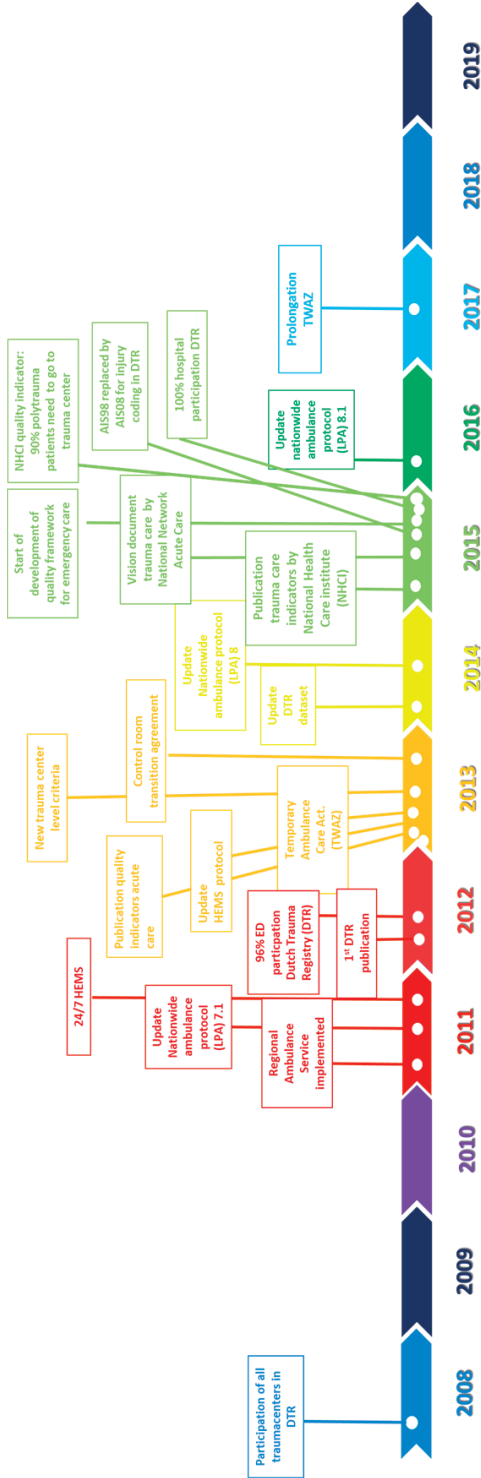 Participation of all
traumacenters in
DTR
24/7 HEMS
Update
Nationwide
ambulance
protocol
(LPA) 7.1
Regional
Ambulance
Service
implemented
96% ED
particpation
Dutch Trauma
Registry (DTR)
1st DTR
publication
New trauma center
level criteria
Publication quality
indicators acute
care
Control room
transition agreement
Update
HEMS protocol
Temporary
Ambulance
Care Act.
(TWAZ)
Update
Nationwide
ambulance protocol
(LPA) 8
Update
DTR
dataset
Start of
development of
quality framework
for emergency care
NHCI quality indicator:
90% polytrauma
patients need to go to
trauma center
Vision document
trauma care by
National Network
Acute Care
AIS98 replaced by
AIS08 for injury
coding in DTR
100% hospital
participation DTR
Publication
trauma care
indicators by
National Health
Care institute
(NHCI)
Update
nationwide
ambulance
protocol
(LPA) 8.1
Prolongation
TWAZ
2008
2009
2010
2011
2012
2013
2014
2015
2016
2017
2018
2019